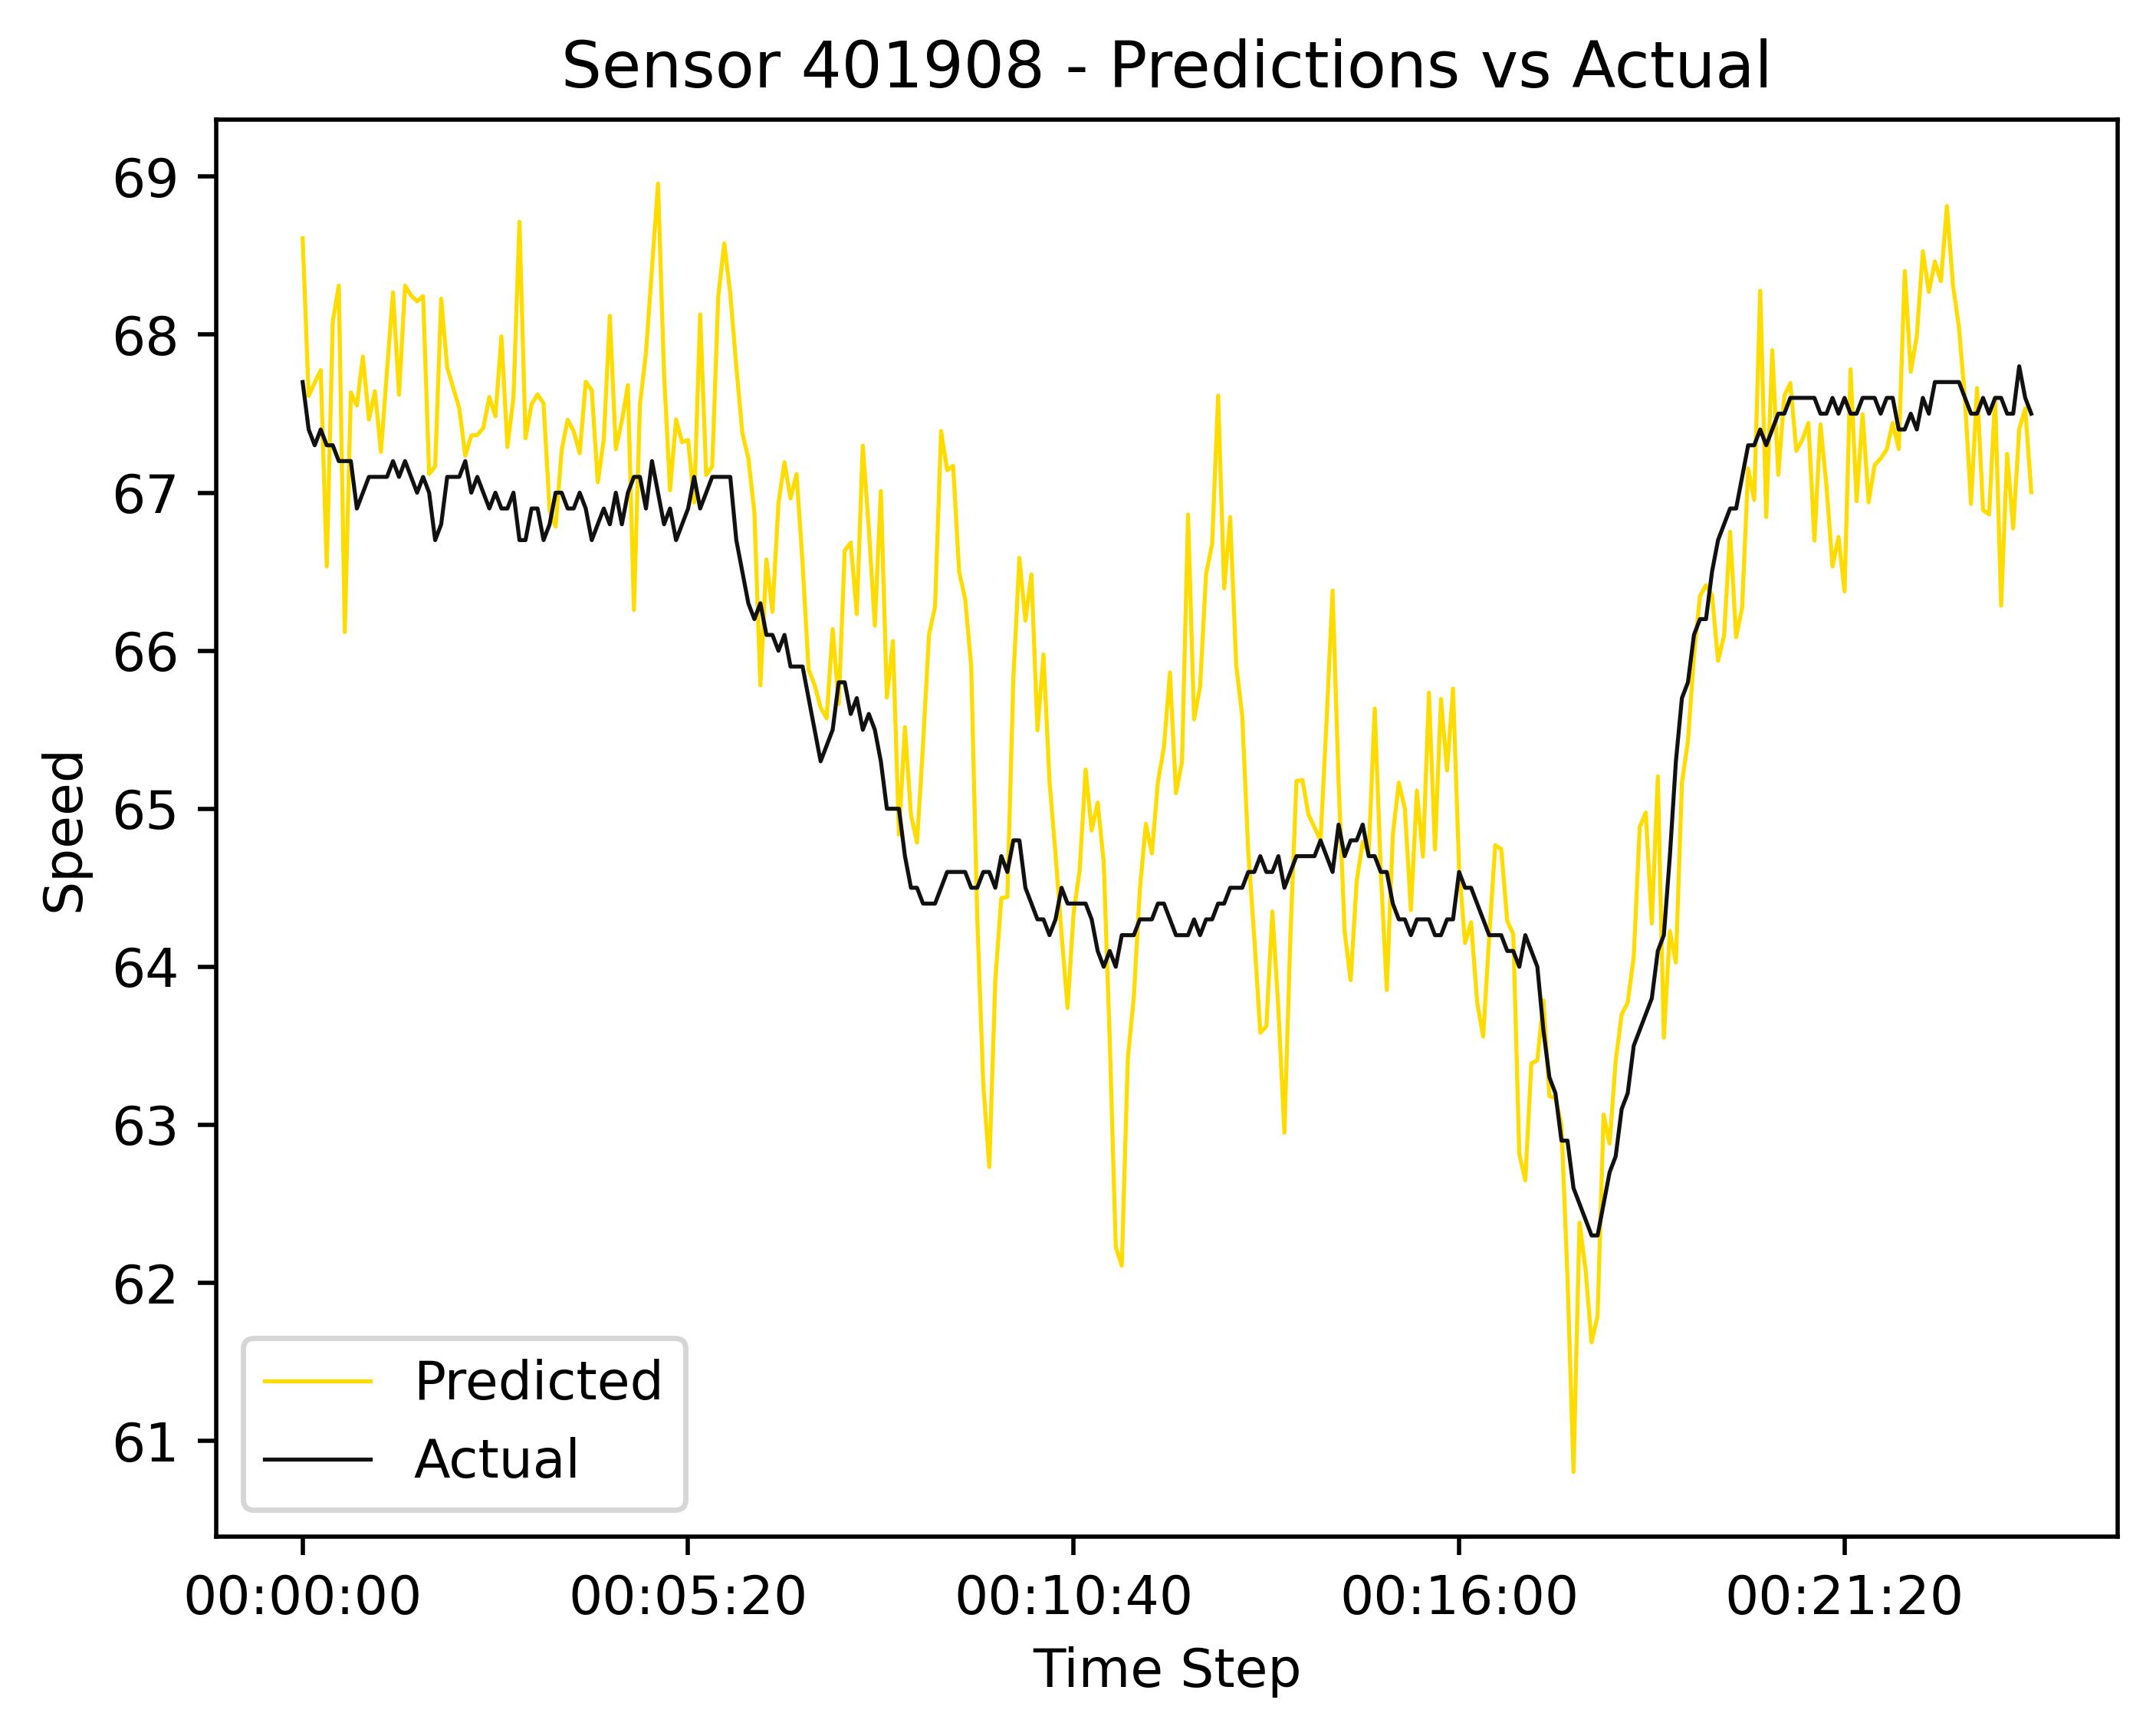 Sensor 401908 - Predictions vs Actual
Speed
69
68
67
66
65
64
63
62
61
Predicted
Actual
00:00:00 00:05:20 00:10:40 00:16:00 00:21:20
Time Step